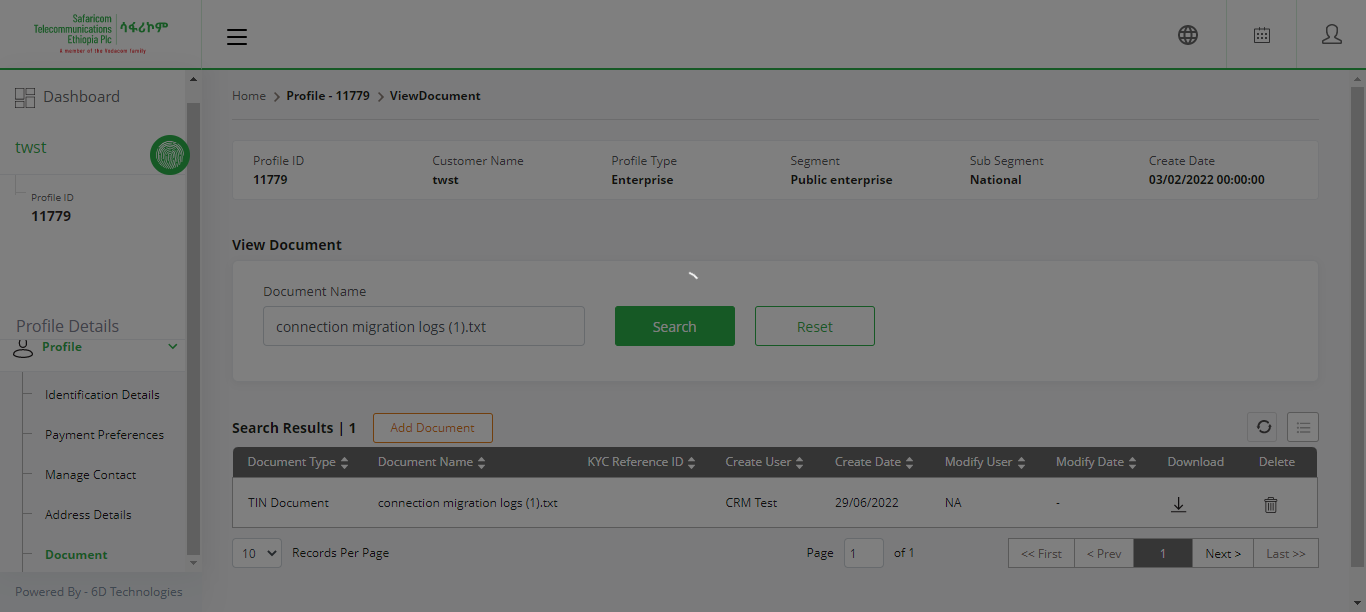 Safaricom
Telecommunications
Ethiopia Plc
ሳፋሪኮም
A member of the Vodacom family
Dashboard
twst
Profile ID
11779
Profile Details
Profile
Identification Details
Payment Preferences
Manage Contact
Address Details
Document
Powered By - 6D Technologies
Home > Profile - 11779 > ViewDocument
Profile ID Customer Name Profile Type Segment Sub Segment Create Date
11779 twst Enterprise Public enterprise National 03/02/2022 00:00:00
View Document
Document Name
connection migration logs (1).txt Search Reset
Search Results | 1 Add Document
Document Type Document Name KYC Reference ID Create User Create Date Modify User Modify Date Download Delete
TIN Document connection migration logs (1).txt CRM Test 29/06/2022 NA -
10 Records Per Page Page 1 of 1 << First < Prev 1 Next > Last >>